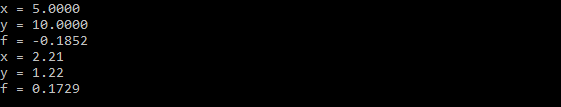 x = 5.0000
y = 10.0000
f = -0.1852
x = 2.21
y = 1.22
f = 0.1729